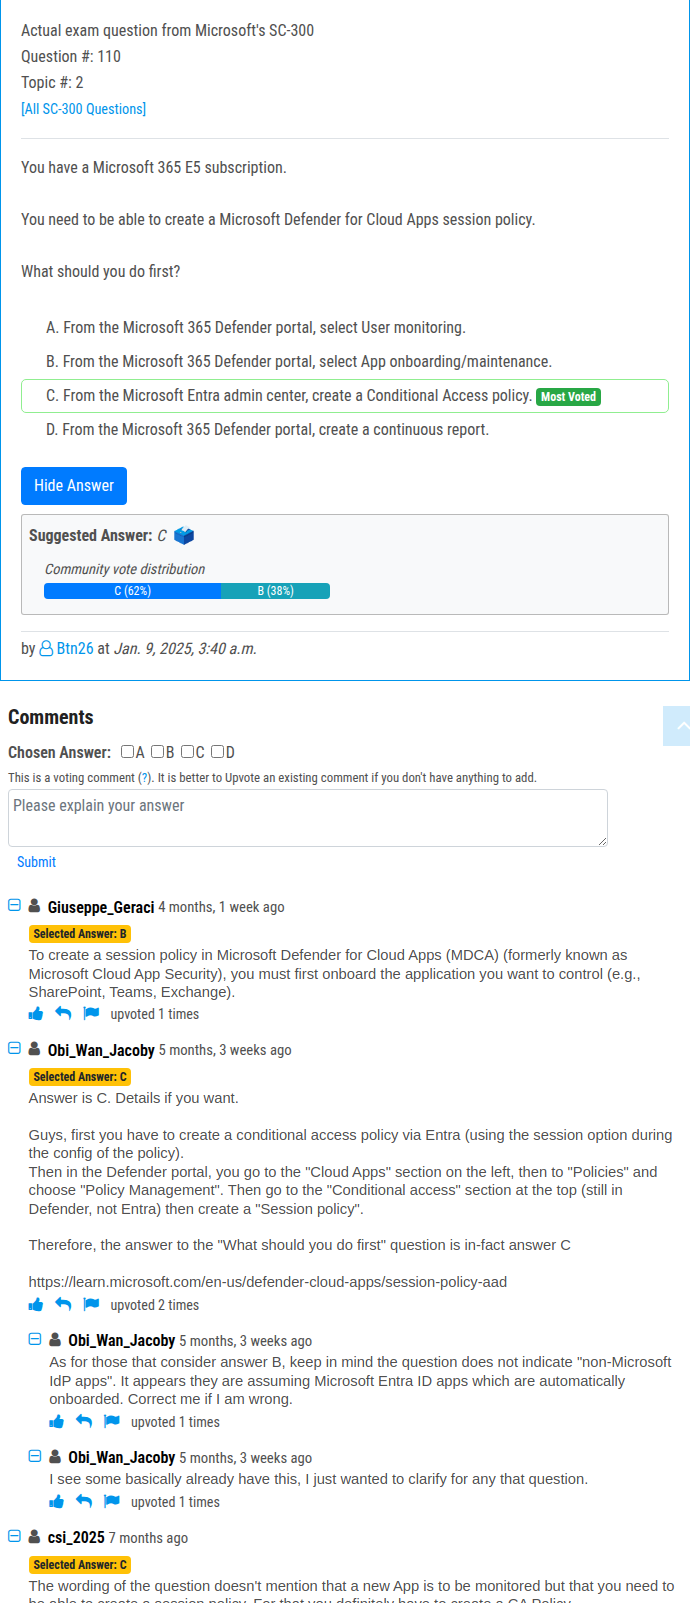 Actual exam question from Microsoft's SC-300
Question #: 110
Topic #: 2
[All SC-300 Questions]
You have a Microsoft 365 E5 subscription.
You need to be able to create a Microsoft Defender for Cloud Apps session policy.
What should you do first?
A. From the Microsoft 365 Defender portal, select User monitoring.
B. From the Microsoft 365 Defender portal, select App onboarding/maintenance.
C. From the Microsoft Entra admin center, create a Conditional Access policy. Most Voted
D. From the Microsoft 365 Defender portal, create a continuous report.
Hide Answer
Suggested Answer: C
Community vote distribution
C (62%) B (38%)
by Btn26 at Jan. 9, 2025, 3:40 a.m.
Comments
Chosen Answer: A B C D
This is a voting comment (?). It is better to Upvote an existing comment if you don't have anything to add.
Please explain your answer
Submit
Giuseppe_Geraci 4 months, 1 week ago
Selected Answer: B
To create a session policy in Microsoft Defender for Cloud Apps (MDCA) (formerly known as
Microsoft Cloud App Security), you must first onboard the application you want to control (e.g.,
SharePoint, Teams, Exchange).
upvoted 1 times
Obi_Wan_Jacoby 5 months, 3 weeks ago
Selected Answer: C
Answer is C. Details if you want.
Guys, first you have to create a conditional access policy via Entra (using the session option during
the config of the policy).
Then in the Defender portal, you go to the "Cloud Apps" section on the left, then to "Policies" and
choose "Policy Management". Then go to the "Conditional access" section at the top (still in
Defender, not Entra) then create a "Session policy".
Therefore, the answer to the "What should you do first" question is in-fact answer C
https://learn.microsoft.com/en-us/defender-cloud-apps/session-policy-aad
upvoted 2 times
Obi_Wan_Jacoby 5 months, 3 weeks ago
As for those that consider answer B, keep in mind the question does not indicate "non-Microsoft
IdP apps". It appears they are assuming Microsoft Entra ID apps which are automatically
onboarded. Correct me if I am wrong.
upvoted 1 times
Obi_Wan_Jacoby 5 months, 3 weeks ago
I see some basically already have this, I just wanted to clarify for any that question.
upvoted 1 times
csi_2025 7 months ago
Selected Answer: C
The wording of the question doesn't mention that a new App is to be monitored but that you need to
be able to create a session policy. For that you definitely have to create a CA Policy